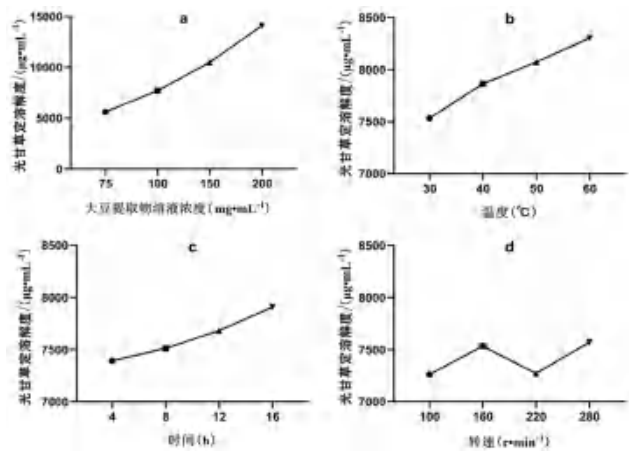 a
光甘草定溶解度/(μg•mL⁻¹)
15000
10000
5000
0
75 100 150 200
大豆提取物溶液浓度(mg•mL⁻¹)
b
光甘草定溶解度/(μg•mL⁻¹)
8500
8000
7500
7000
30 40 50 60
温度(℃)
c
光甘草定溶解度/(μg•mL⁻¹)
8500
8000
7500
7000
4 8 12 16
时间(h)
d
光甘草定溶解度/(μg•mL⁻¹)
8500
8000
7500
7000
100 160 220 280
转速(r•min⁻¹)